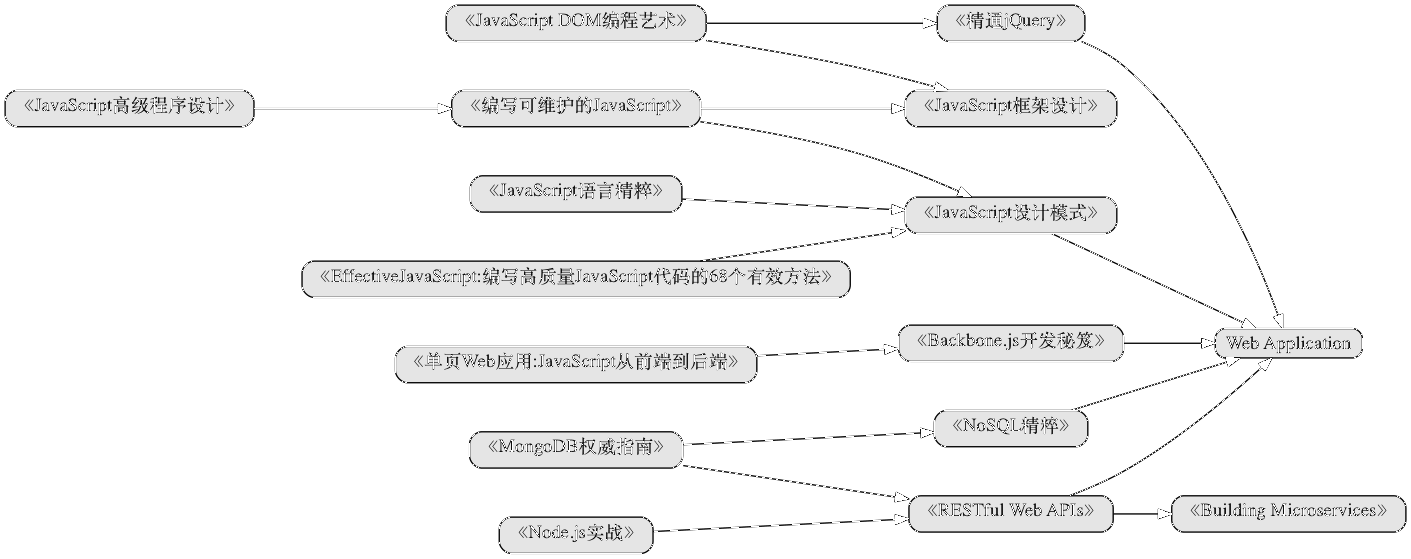 《JavaScript DOM编程艺术》
《精通jQuery》
《JavaScript高级程序设计》
《编写可维护的JavaScript》
《JavaScript框架设计》
《JavaScript语言精粹》
《JavaScript设计模式》
《EffectiveJavaScript:编写高质量JavaScript代码的68个有效方法》
《单页Web应用:JavaScript从前端到后端》
《Backbone.js开发秘笈》
Web Application
《MongoDB权威指南》
《NoSQL精粹》
《Node.js实战》
《RESTful Web APIs》
《Building Microservices》